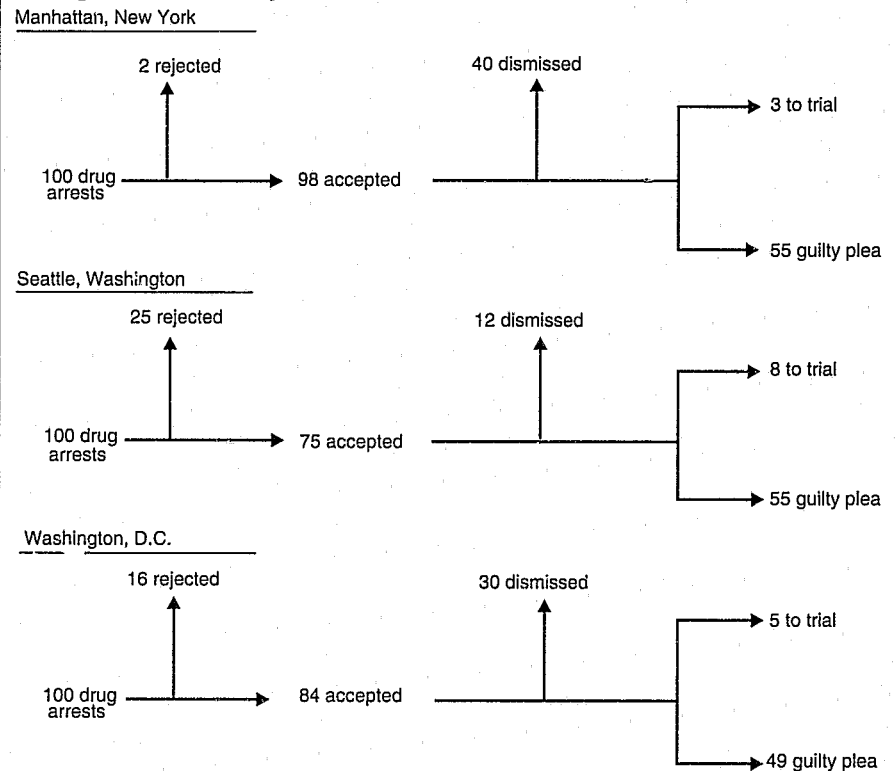 Manhattan, New York
2 rejected
40 dismissed
3 to trial
100 drug
arrests
98 accepted
55 guilty plea
Seattle, Washington
25 rejected
12 dismissed
8 to trial
100 drug
arrests
75 accepted
55 guilty plea
Washington, D.C.
16 rejected
30 dismissed
5 to trial
100 drug
arrests
84 accepted
49 guilty plea